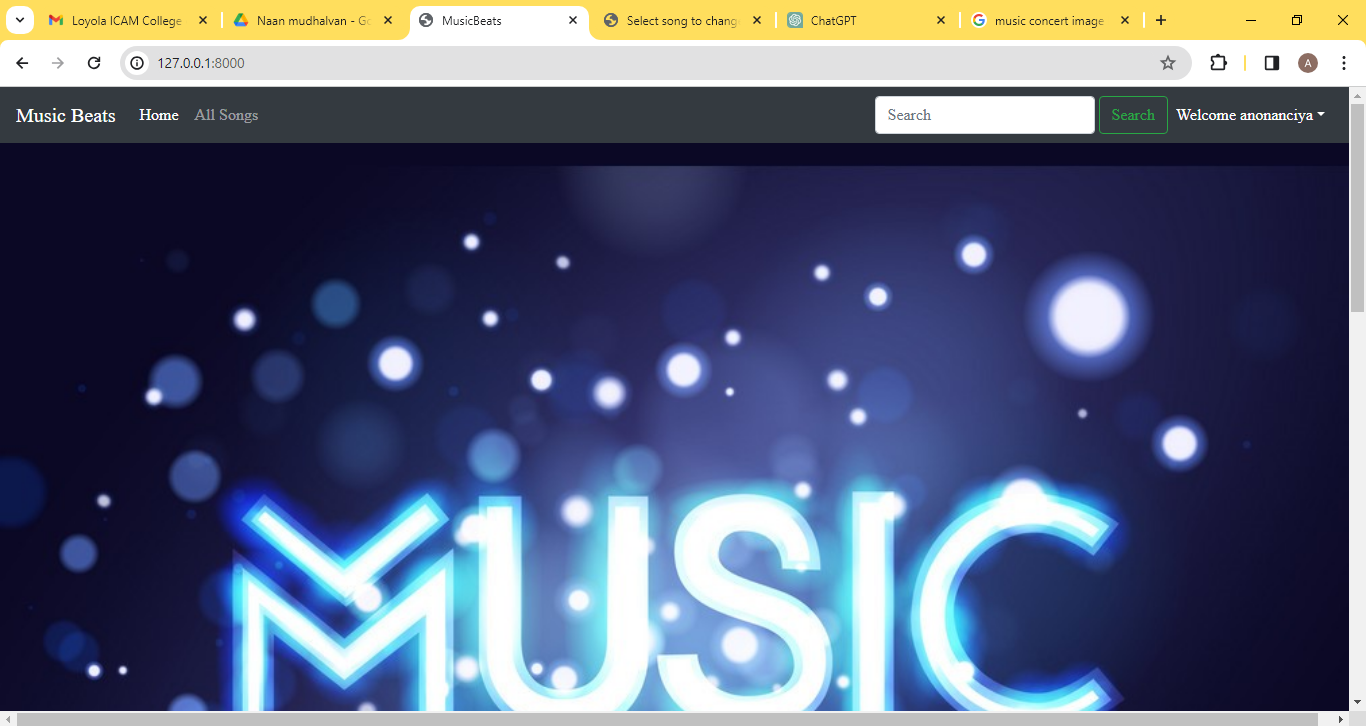 Loyola ICAM College
Naan mudhalvan - Go
MusicBeats
Select song to chang
ChatGPT
music concert image
127.0.0.1:8000
A
Music Beats
Home
All Songs
Search
Search
Welcome anonanciya
MUSIC